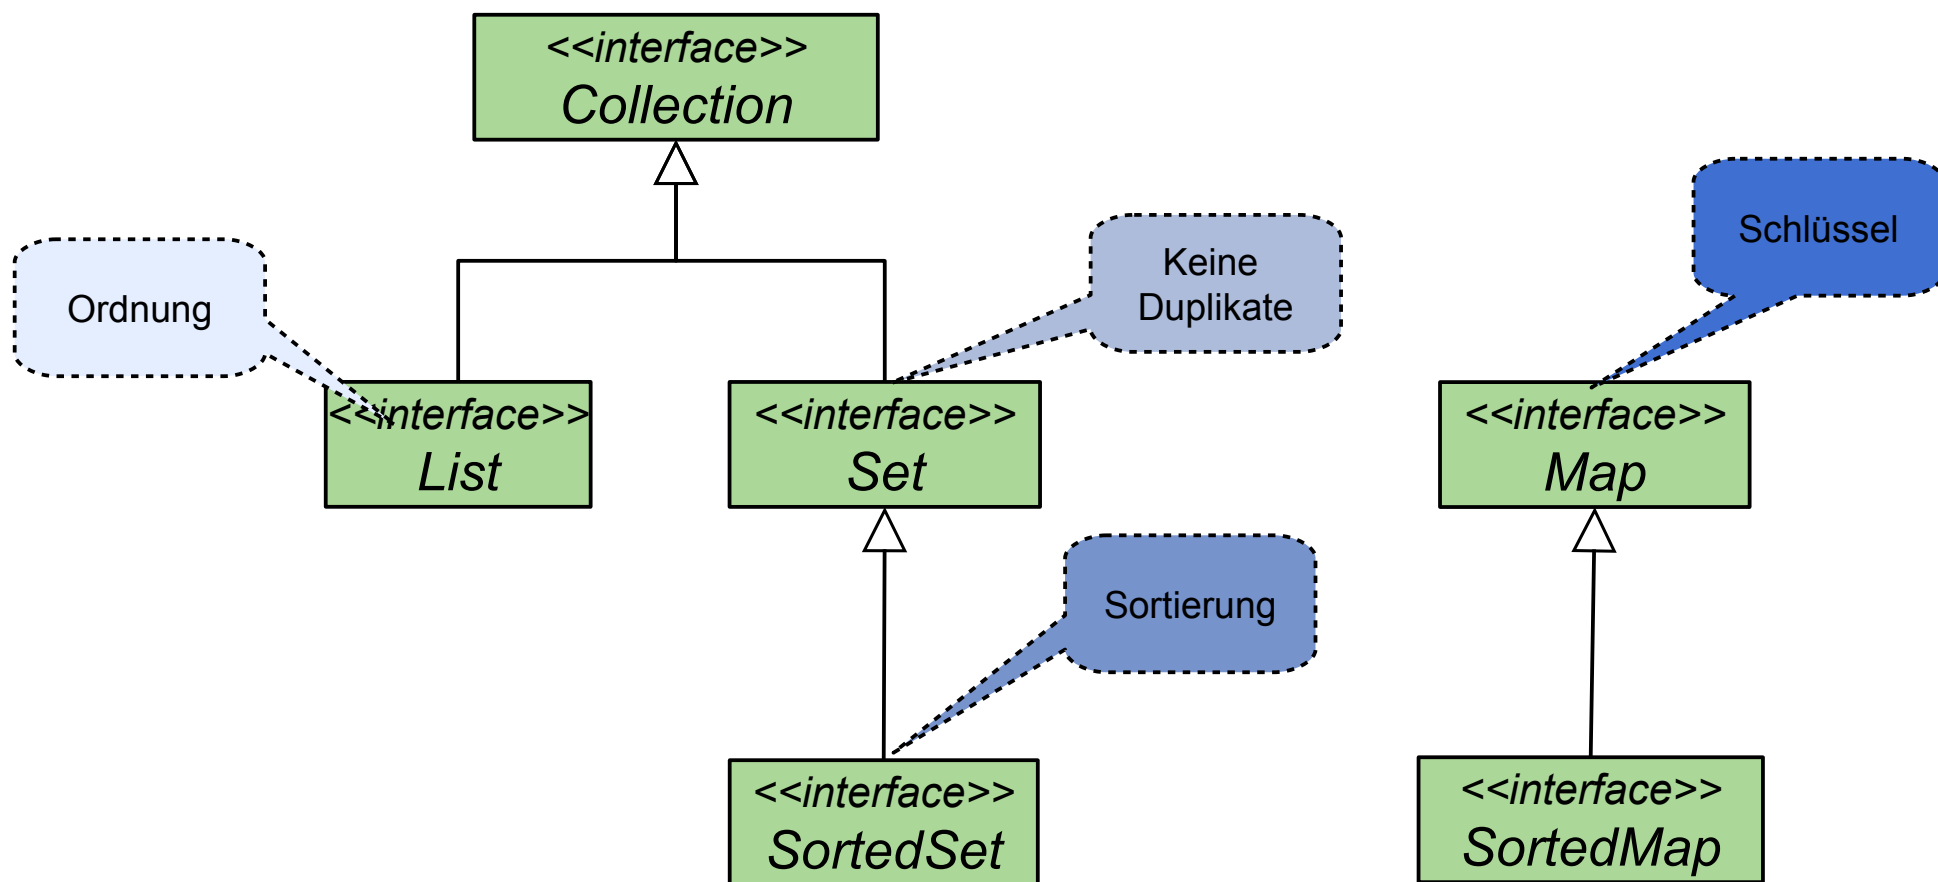 <<interface>>
Collection
Schlüssel
Keine
Duplikate
Ordnung
<<interface>>
List
<<interface>>
Set
<<interface>>
Map
Sortierung
<<interface>>
SortedSet
<<interface>>
SortedMap